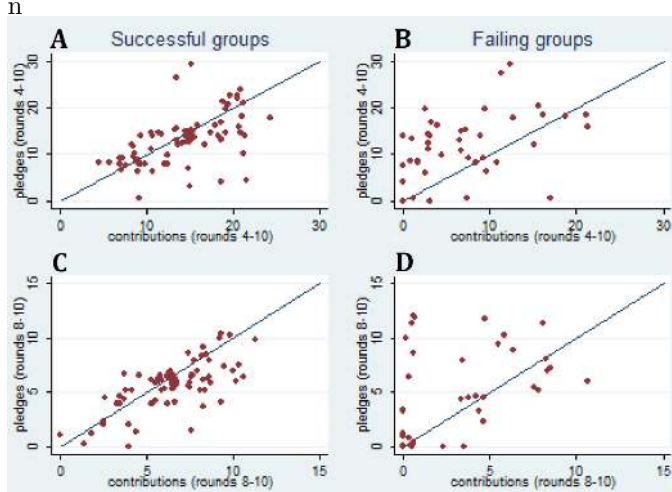 n
A Successful groups
B Failing groups
pledges (rounds 4-10)
30
20
10
0
0 10 20 30
contributions (rounds 4-10)
pledges (rounds 4-10)
30
20
10
0
0 10 20 30
contributions (rounds 4-10)
C
pledges (rounds 8-10)
15
10
5
0
0 5 10 15
contributions (rounds 8-10)
D
pledges (rounds 8-10)
15
10
5
0
0 5 10 15
contributions (rounds 8-10)